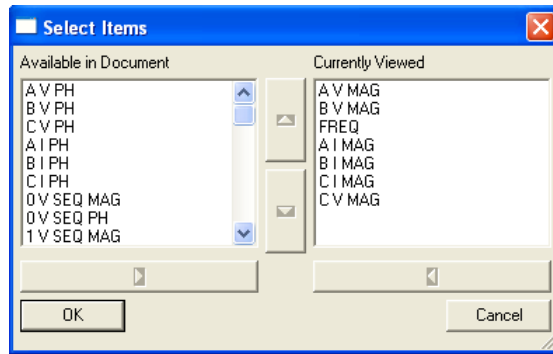 Select Items
Available in Document
A V PH
B V PH
C V PH
A I PH
B I PH
C I PH
0 V SEQ MAG
0 V SEQ PH
1 V SEQ MAG
Currently Viewed
A V MAG
B V MAG
FREQ
A I MAG
B I MAG
C I MAG
C V MAG
OK
Cancel